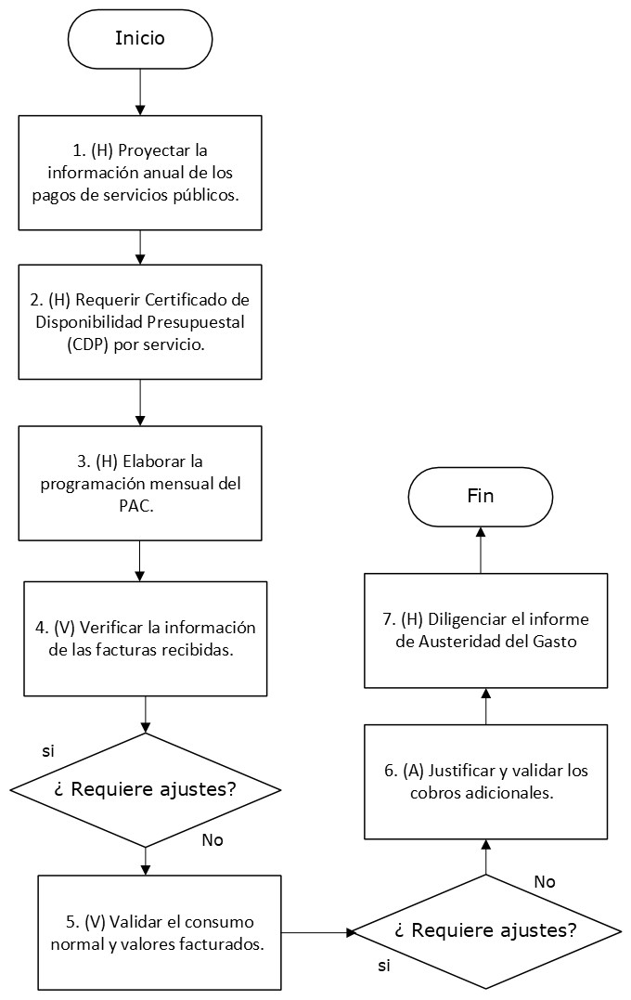 Inicio
1. (H) Proyectar la
información anual de los
pagos de servicios públicos.
2. (H) Requerir Certificado de
Disponibilidad Presupuestal
(CDP) por servicio.
3. (H) Elaborar la
programación mensual del
PAC.
4. (V) Verificar la información
de las facturas recibidas.
si
¿ Requiere ajustes?
No
5. (V) Validar el consumo
normal y valores facturados.
¿ Requiere ajustes?
si
No
6. (A) Justificar y validar los
cobros adicionales.
7. (H) Diligenciar el informe
de Austeridad del Gasto
Fin